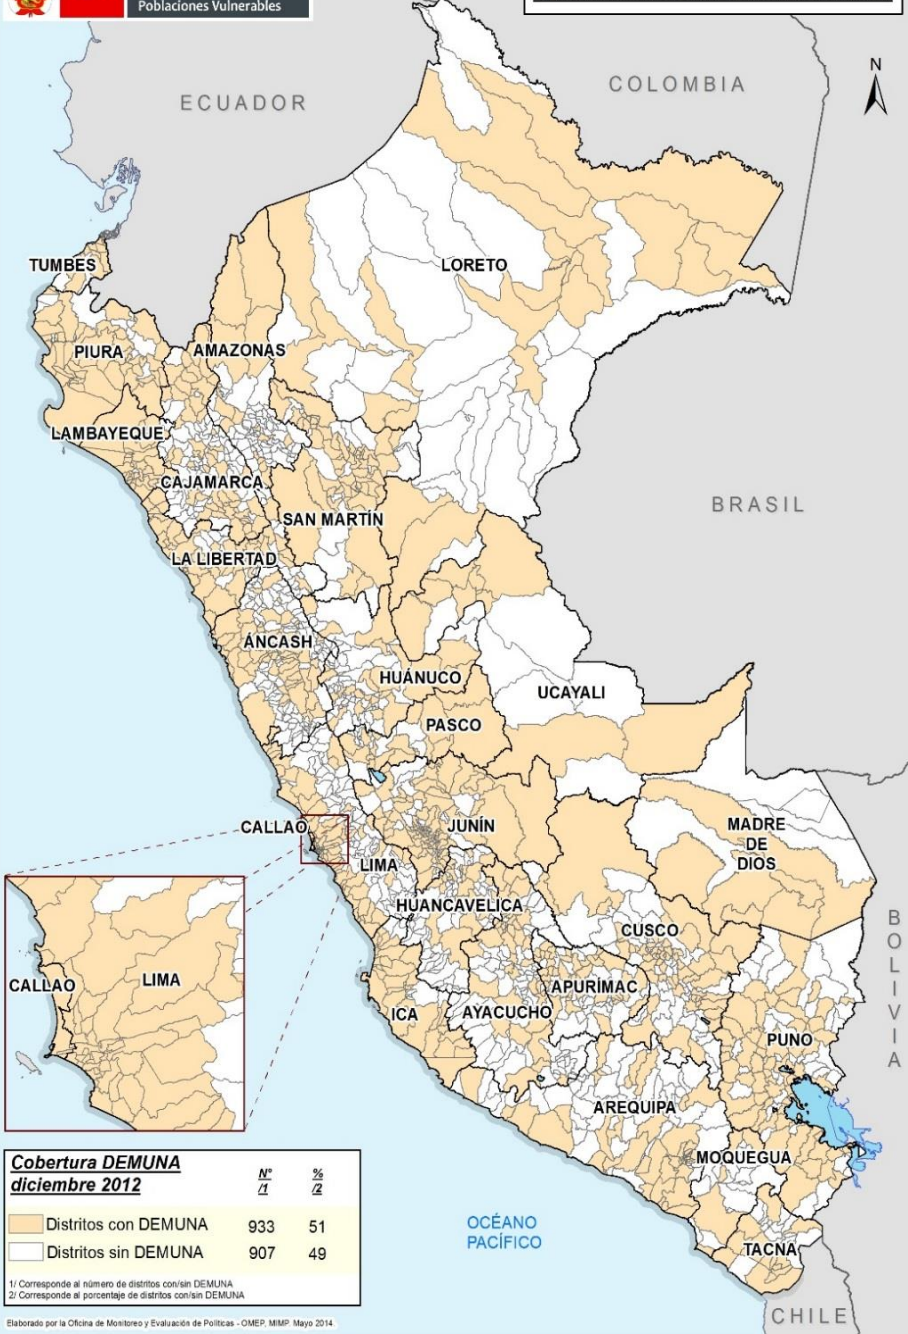 Poblaciones Vulnerables
N
COLOMBIA
ECUADOR
TUMBES
LORETO
PIURA
AMAZONAS
LAMBAYEQUE
CAJAMARCA
BRASIL
SAN MARTÍN
LA LIBERTAD
ÁNCASH
HUÁNUCO
UCAYALI
PASCO
CALLAO
JUNÍN
MADRE
DE
DIOS
LIMA
HUANCAVELICA
CUSCO
BOLIVIA
CALLAO
LIMA
APURÍMAC
ICA
AYACUCHO
PUNO
AREQUIPA
MOQUEGUA
Cobertura DEMUNA
diciembre 2012
N° /1
% /2
Distritos con DEMUNA 933 51
Distritos sin DEMUNA 907 49
OCÉANO
PACÍFICO
TACNA
1/ Corresponde al número de distritos con/sin DEMUNA
2/ Corresponde al porcentaje de distritos con/sin DEMUNA
CHILE
Elaborado por la Oficina de Monitoreo y Evaluación de Políticas - OMEP, MIMP. Mayo 2014.